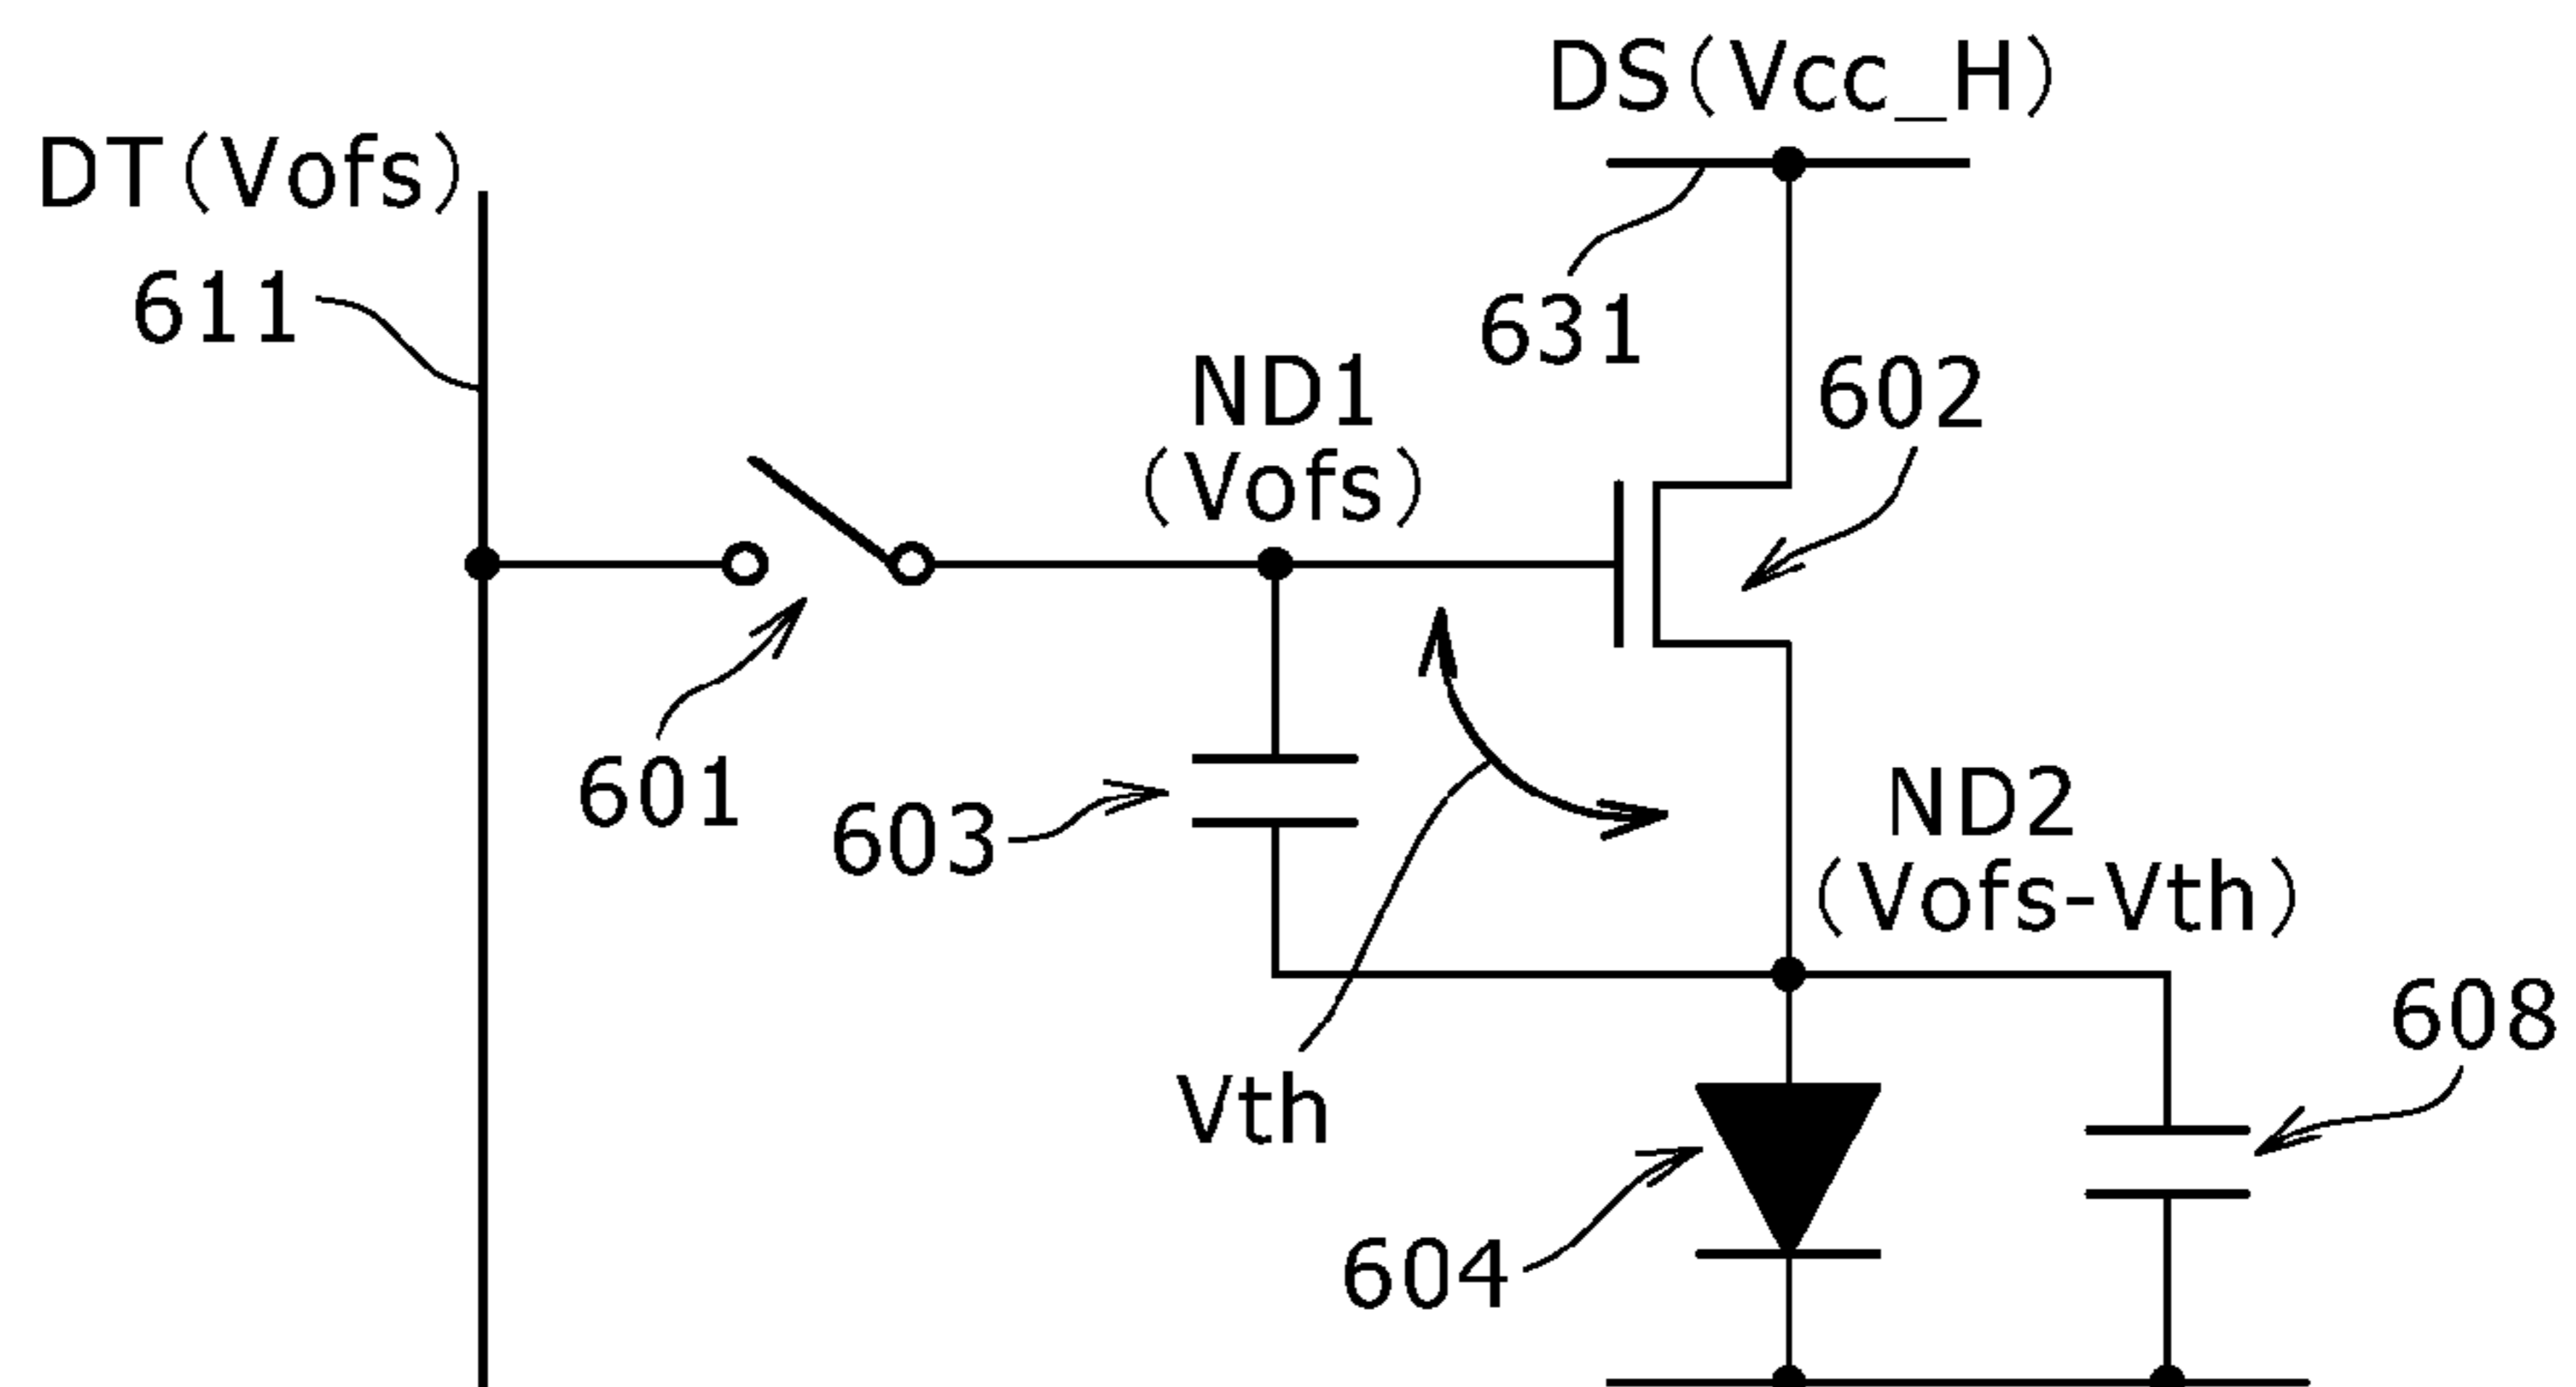 DS(Vcc_H)
DT(Vofs)
611
631
ND1
(Vofs)
602
601
603
ND2
(Vofs-Vth)
608
Vth
604